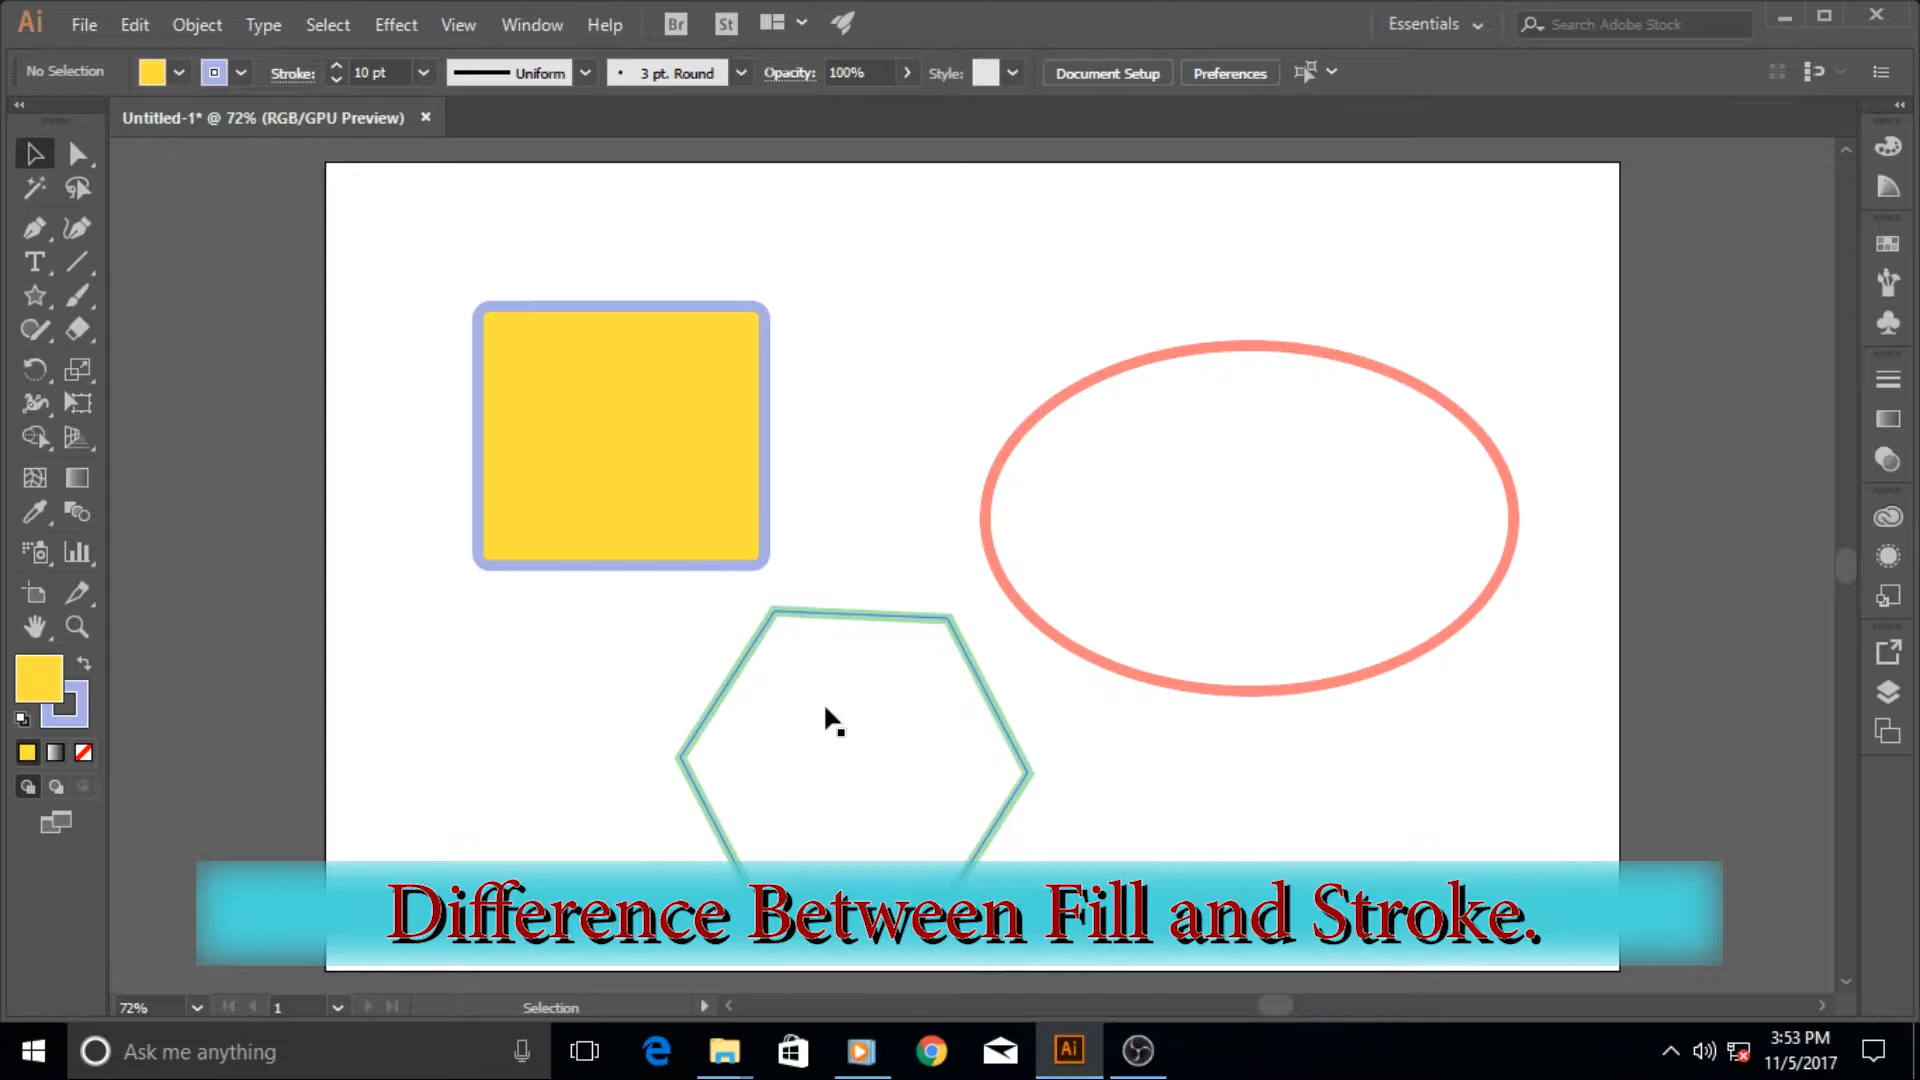 Ai File Edit Object Type Select Effect View Window Help Br St Essentials Search Adobe Stock
No Selection Stroke: 10 pt Uniform 3 pt. Round Opacity: 100% Style: Document Setup Preferences
Untitled-1* @ 72% (RGB/GPU Preview)
T
Difference Between Fill and Stroke.
72% 1 Selection
Ask me anything Ai 3:53 PM
11/5/2017